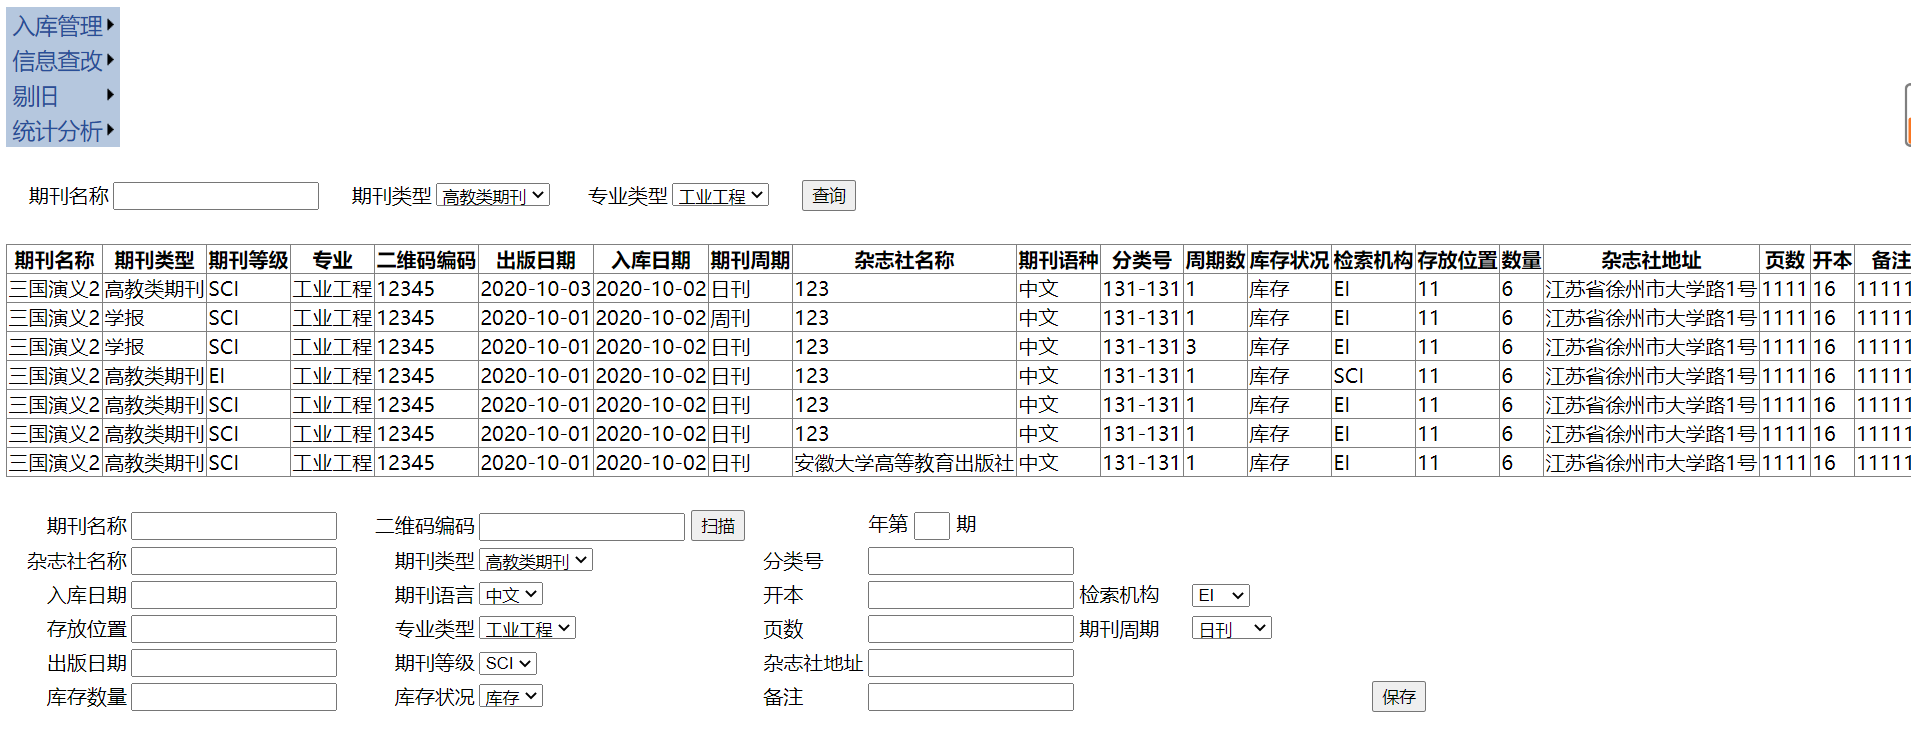 入库管理
信息查改
剔旧
统计分析
期刊名称 期刊类型 高教类期刊 专业类型 工业工程 查询
期刊名称 期刊类型 期刊等级 专业 二维码编码 出版日期 入库日期 期刊周期 杂志社名称 期刊语种 分类号 周期数 库存状况 检索机构 存放位置 数量 杂志社地址 页数 开本 备注
三国演义2 高教类期刊 SCI 工业工程 12345 2020-10-03 2020-10-02 日刊 123 中文 131-131 1 库存 EI 11 6 江苏省徐州市大学路1号 1111 16 11111
三国演义2 学报 SCI 工业工程 12345 2020-10-01 2020-10-02 周刊 123 中文 131-131 1 库存 EI 11 6 江苏省徐州市大学路1号 1111 16 11111
三国演义2 学报 SCI 工业工程 12345 2020-10-01 2020-10-02 日刊 123 中文 131-131 3 库存 EI 11 6 江苏省徐州市大学路1号 1111 16 11111
三国演义2 高教类期刊 EI 工业工程 12345 2020-10-01 2020-10-02 日刊 123 中文 131-131 1 库存 SCI 11 6 江苏省徐州市大学路1号 1111 16 11111
三国演义2 高教类期刊 SCI 工业工程 12345 2020-10-01 2020-10-02 日刊 123 中文 131-131 1 库存 EI 11 6 江苏省徐州市大学路1号 1111 16 11111
三国演义2 高教类期刊 SCI 工业工程 12345 2020-10-01 2020-10-02 日刊 123 中文 131-131 1 库存 EI 11 6 江苏省徐州市大学路1号 1111 16 11111
三国演义2 高教类期刊 SCI 工业工程 12345 2020-10-01 2020-10-02 日刊 安徽大学高等教育出版社 中文 131-131 1 库存 EI 11 6 江苏省徐州市大学路1号 1111 16 11111
期刊名称 二维码编码 扫描 年第 期
杂志社名称 期刊类型 高教类期刊 分类号
入库日期 期刊语言 中文 开本 检索机构 EI
存放位置 专业类型 工业工程 页数 期刊周期 日刊
出版日期 期刊等级 SCI 杂志社地址
库存数量 库存状况 库存 备注 保存